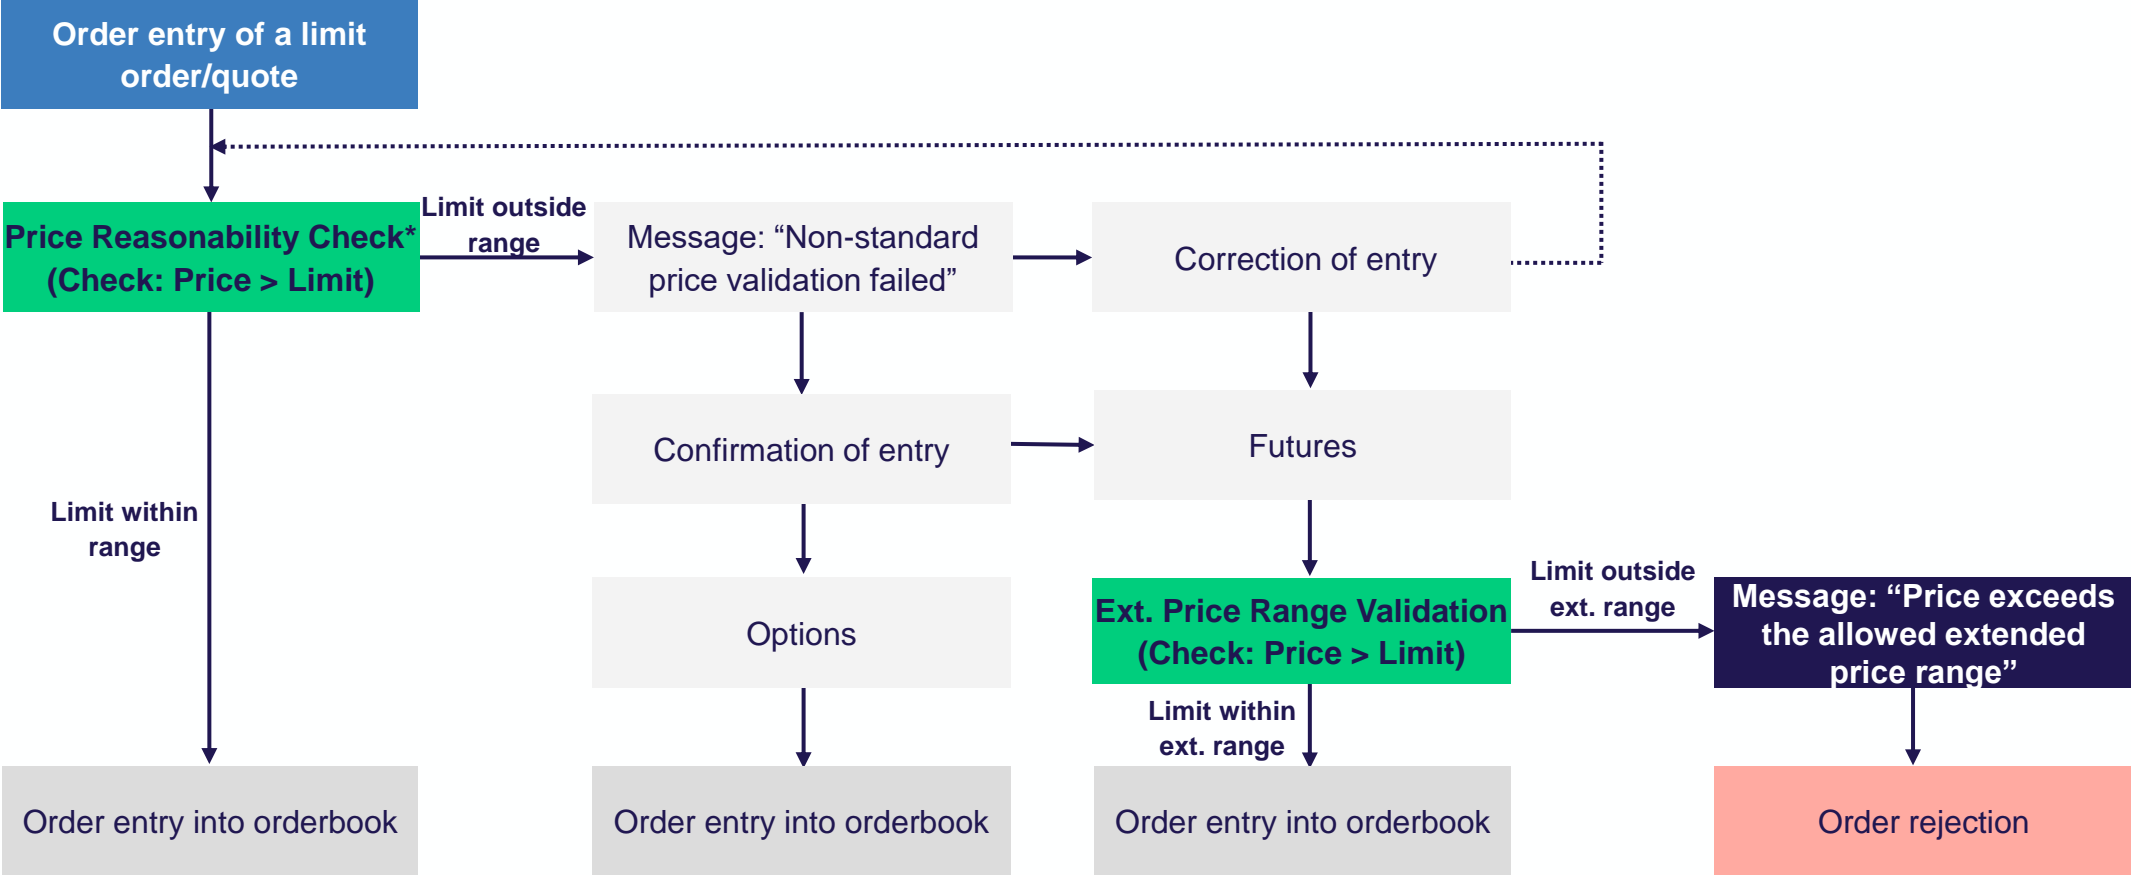 Order entry of a limit
order/quote
Limit outside
range
Price Reasonability Check*
(Check: Price > Limit)
Message: “Non-standard
price validation failed”
Correction of entry
Confirmation of entry
Futures
Limit within
range
Options
Ext. Price Range Validation
(Check: Price > Limit)
Limit outside
ext. range
Message: “Price exceeds
the allowed extended
price range”
Limit within
ext. range
Order entry into orderbook
Order entry into orderbook
Order entry into orderbook
Order rejection